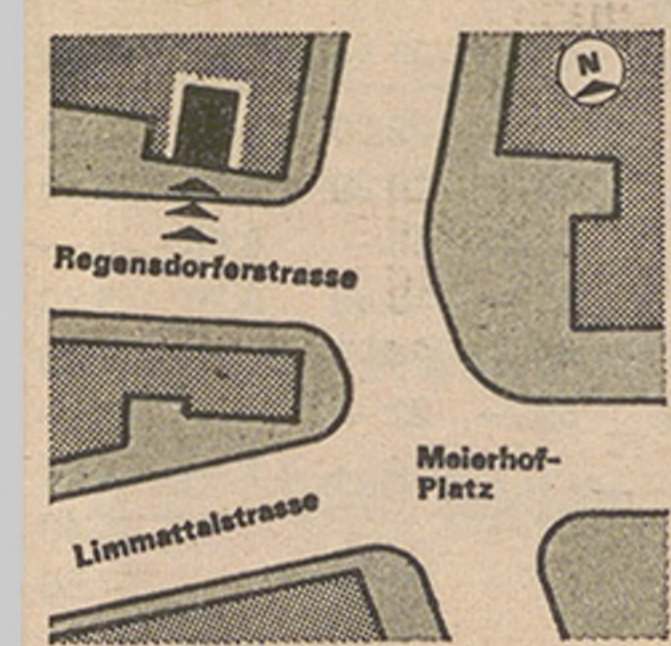 N
Regensdorferstrasse
Meierhof-
Platz
Limmattalstrasse